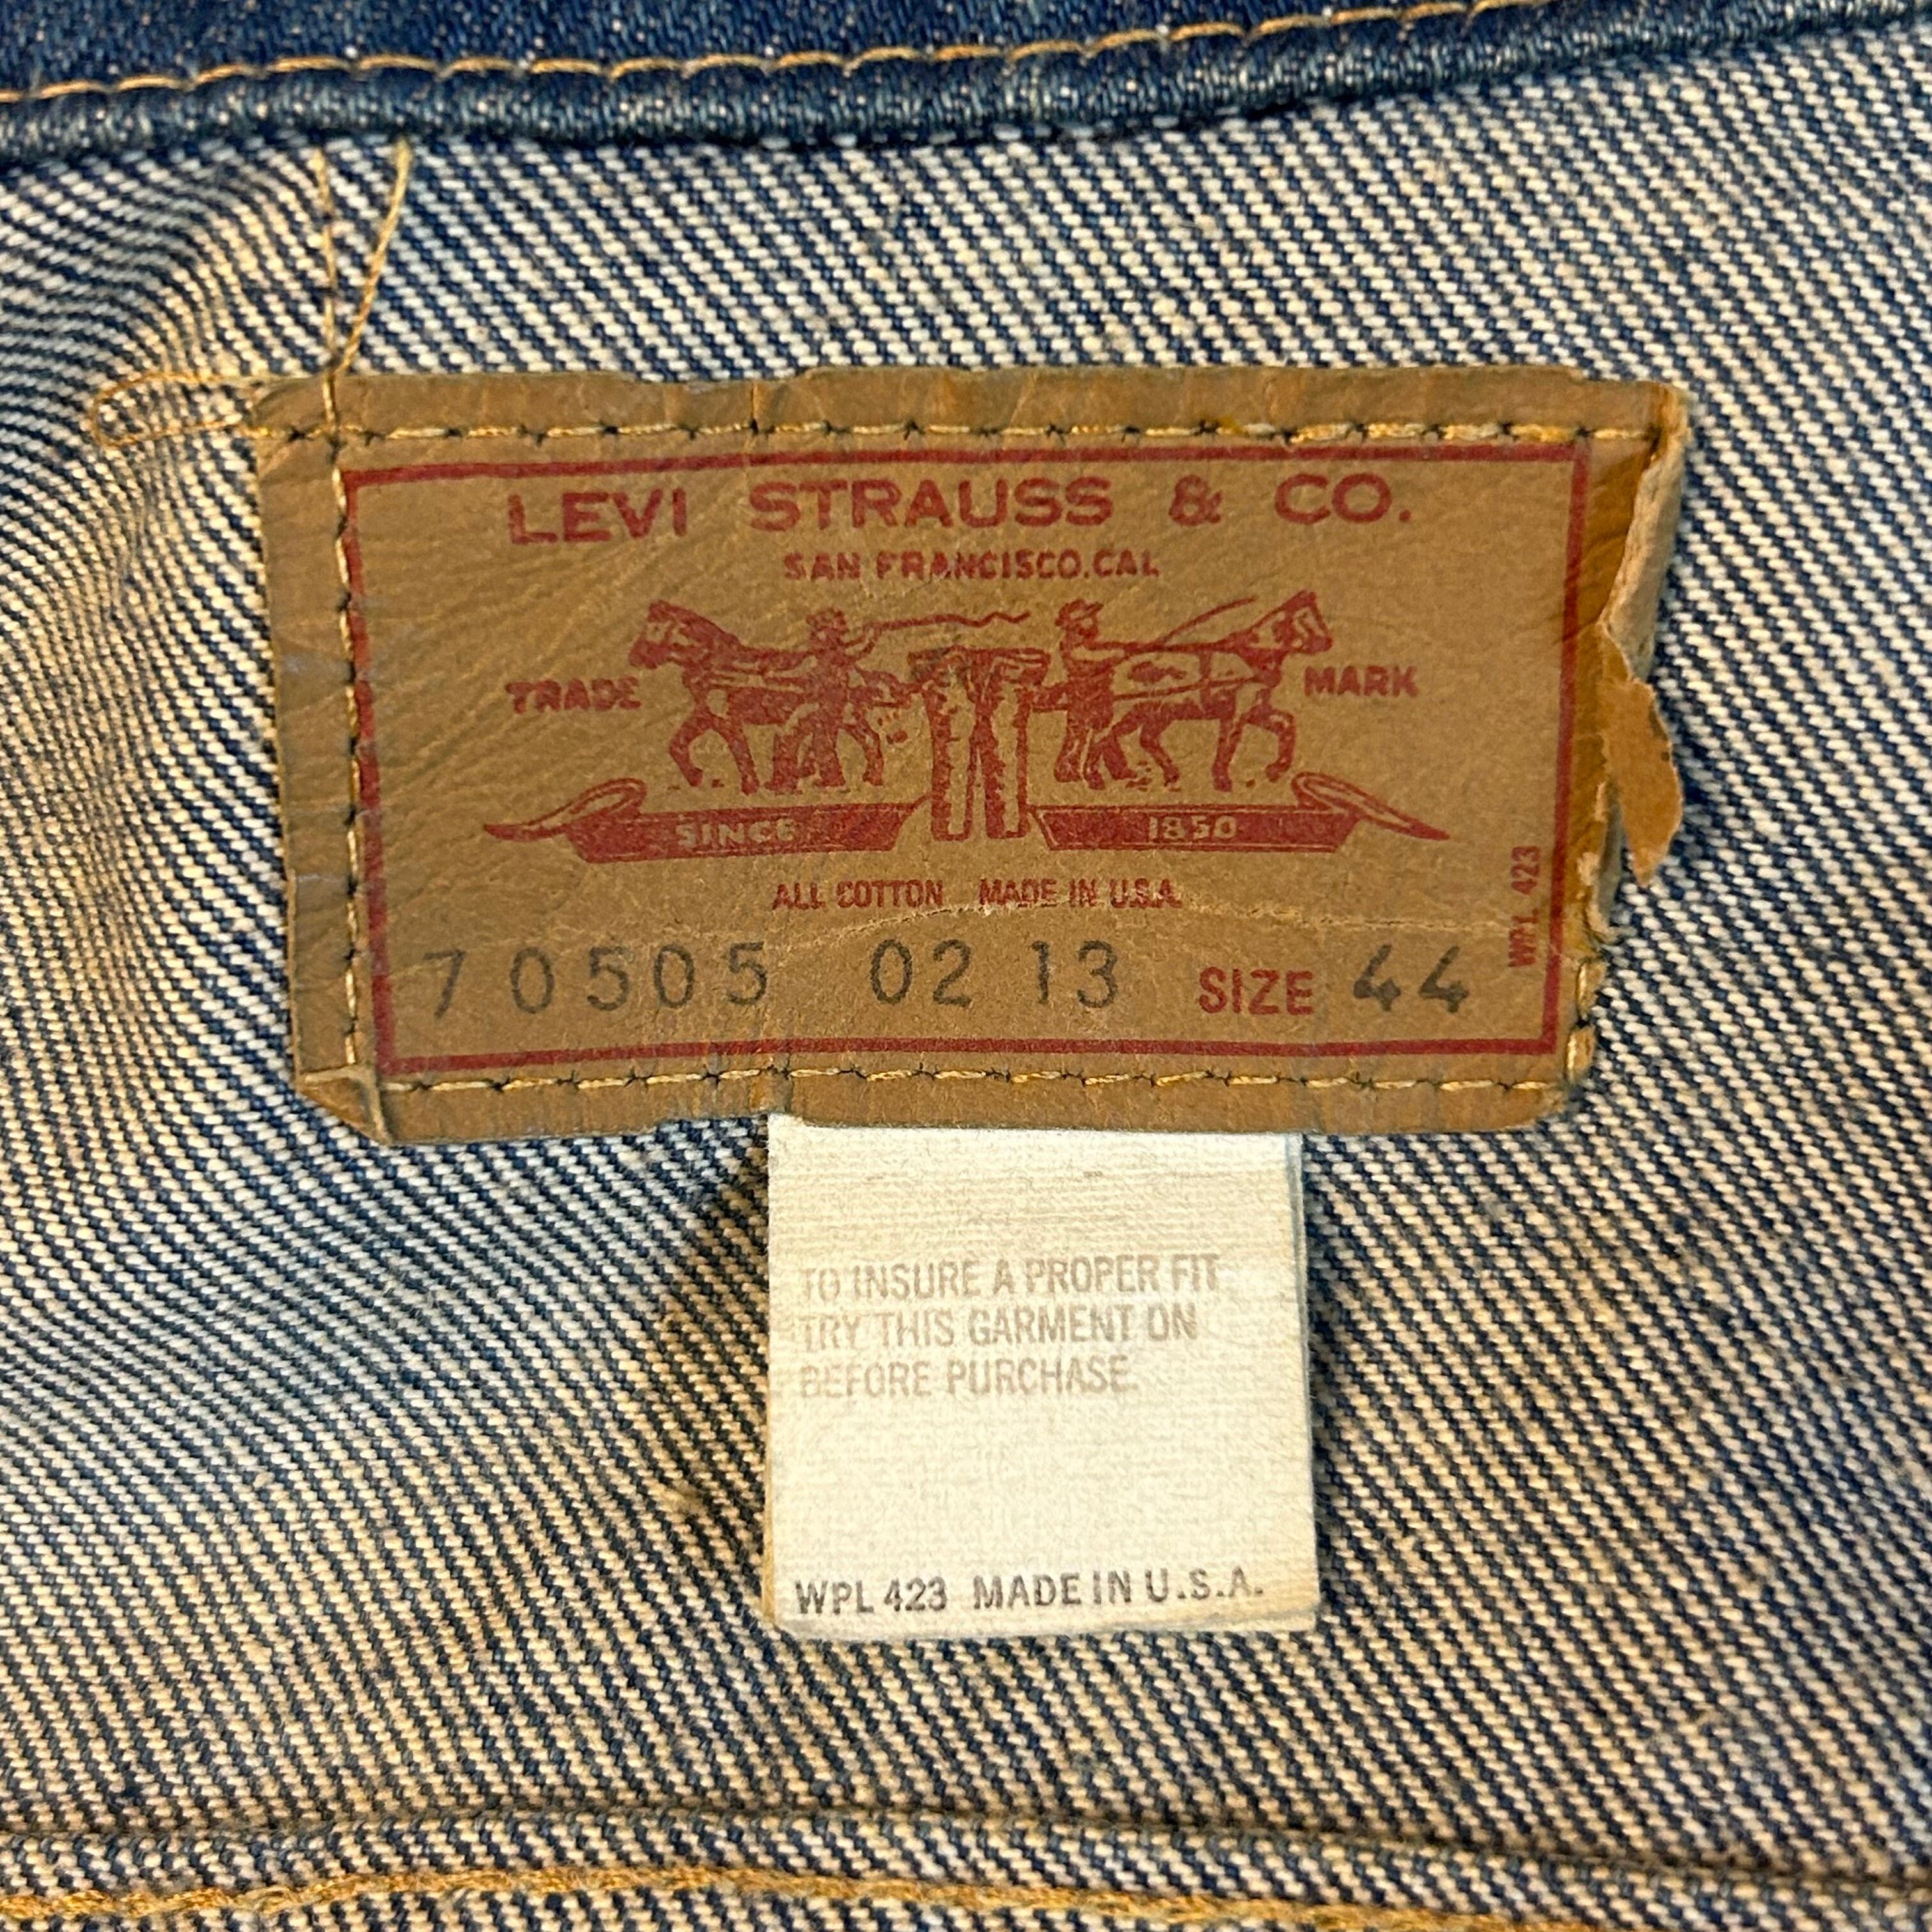 LEVI STRAUSS & CO.
SAN FRANCISCO.CAL
TRADE MARK
SINCE 1850
ALL COTTON MADE IN U.S.A.
WPL 423
70505 02 13 SIZE 44
TO INSURE A PROPER FIT
TRY THIS GARMENT ON
BEFORE PURCHASE.
WPL 423 MADE IN U.S.A.